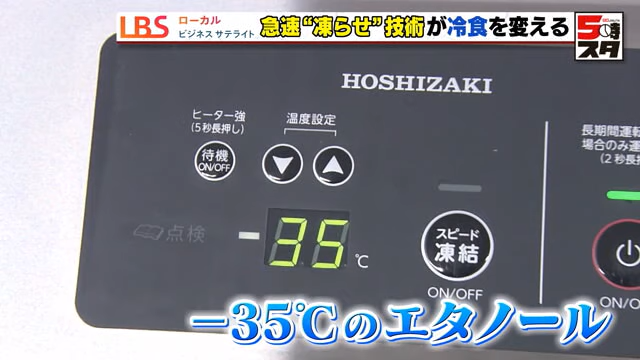 LBS ローカル ビジネス サテライト
急速“凍らせ”技術が冷食を変える
5時スタ
HOSHIZAKI
ヒーター強
(5秒長押し)
温度設定
待機
ON/OFF
▼ ▲
長期間運転
場合のみ運
(2秒長押
点検
-35℃
スピード
凍結
ON/OFF
ON/O
−35℃のエタノール